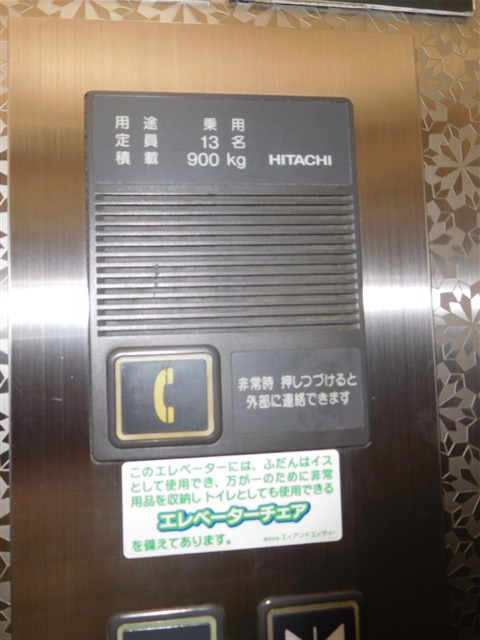 用途 乗用
定員 13名
積載 900 kg HITACHI
非常時 押しつづけると
外部に連絡できます
このエレベーターには、ふだんはイス
として使用でき、万が一のために非常
用品を収納しトイレとしても使用できる
エレベーターチェア
を備えてあります。